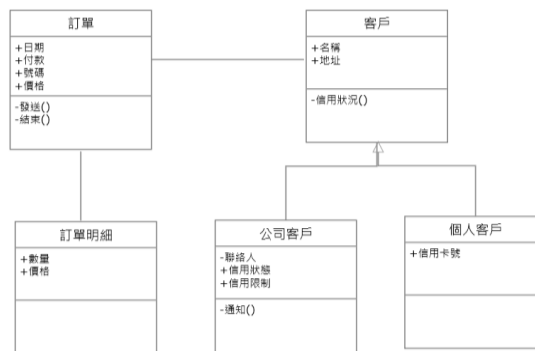 訂單
+日期
+付款
+號碼
+價格
-發送()
-結束()
客戶
+名稱
+地址
-信用狀況()
訂單明細
+數量
+價格
公司客戶
-聯絡人
+信用狀態
+信用限制
-通知()
個人客戶
+信用卡號